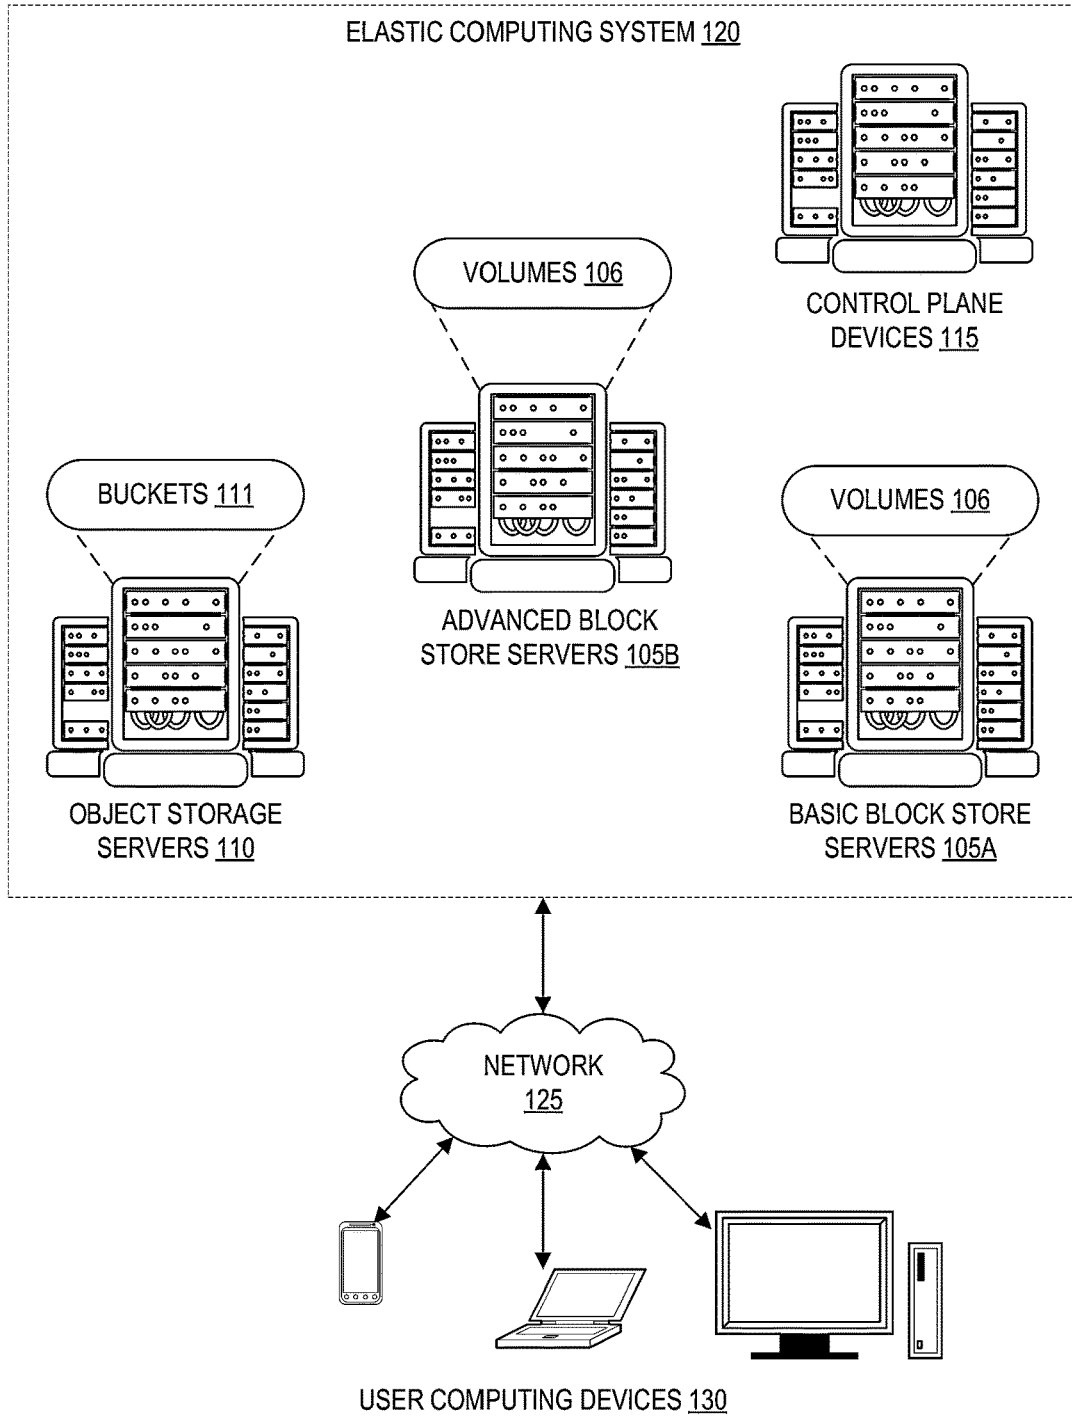 ELASTIC COMPUTING SYSTEM 120
CONTROL PLANE
DEVICES 115
VOLUMES 106
BUCKETS 111
VOLUMES 106
ADVANCED BLOCK
STORE SERVERS 105B
OBJECT STORAGE
SERVERS 110
BASIC BLOCK STORE
SERVERS 105A
NETWORK
125
USER COMPUTING DEVICES 130